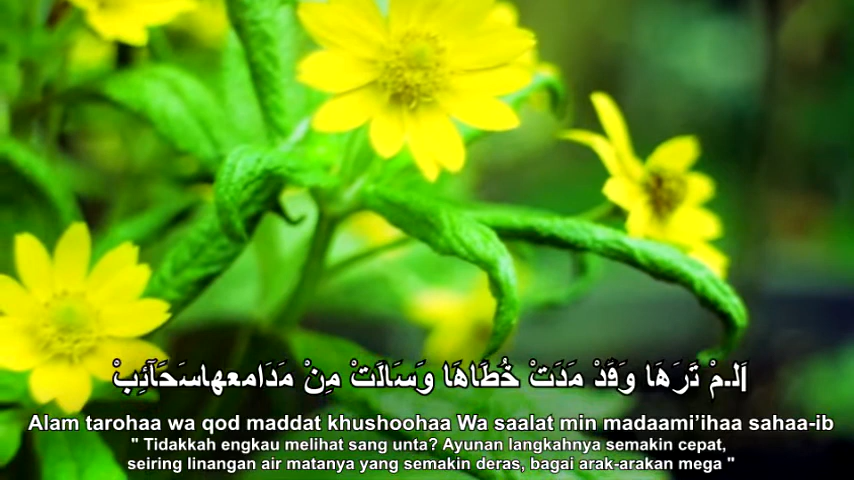 اَلَمْ تَرَهَا وَقَدْ مَدَتْ خُطَاهَا وَسَالَتْ مِنْ مَدَامعهاسَحَآئِبْ
Alam tarohaa wa qod maddat khushoohaa Wa saalat min madaami’ihaa sahaa-ib
" Tidakkah engkau melihat sang unta? Ayunan langkahnya semakin cepat,
seiring linangan air matanya yang semakin deras, bagai arak-arakan mega "